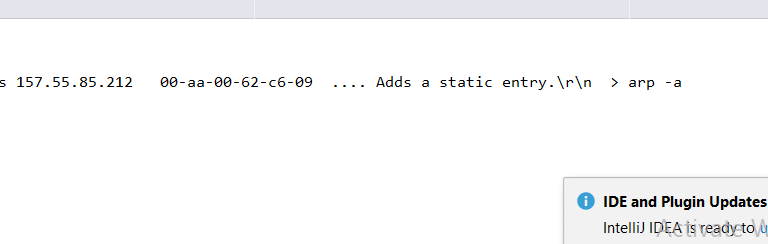 s 157.55.85.212   00-aa-00-62-c6-09  .... Adds a static entry.\r\n  > arp -a
IDE and Plugin Updates
IntelliJ IDEA is ready to u
Activate W